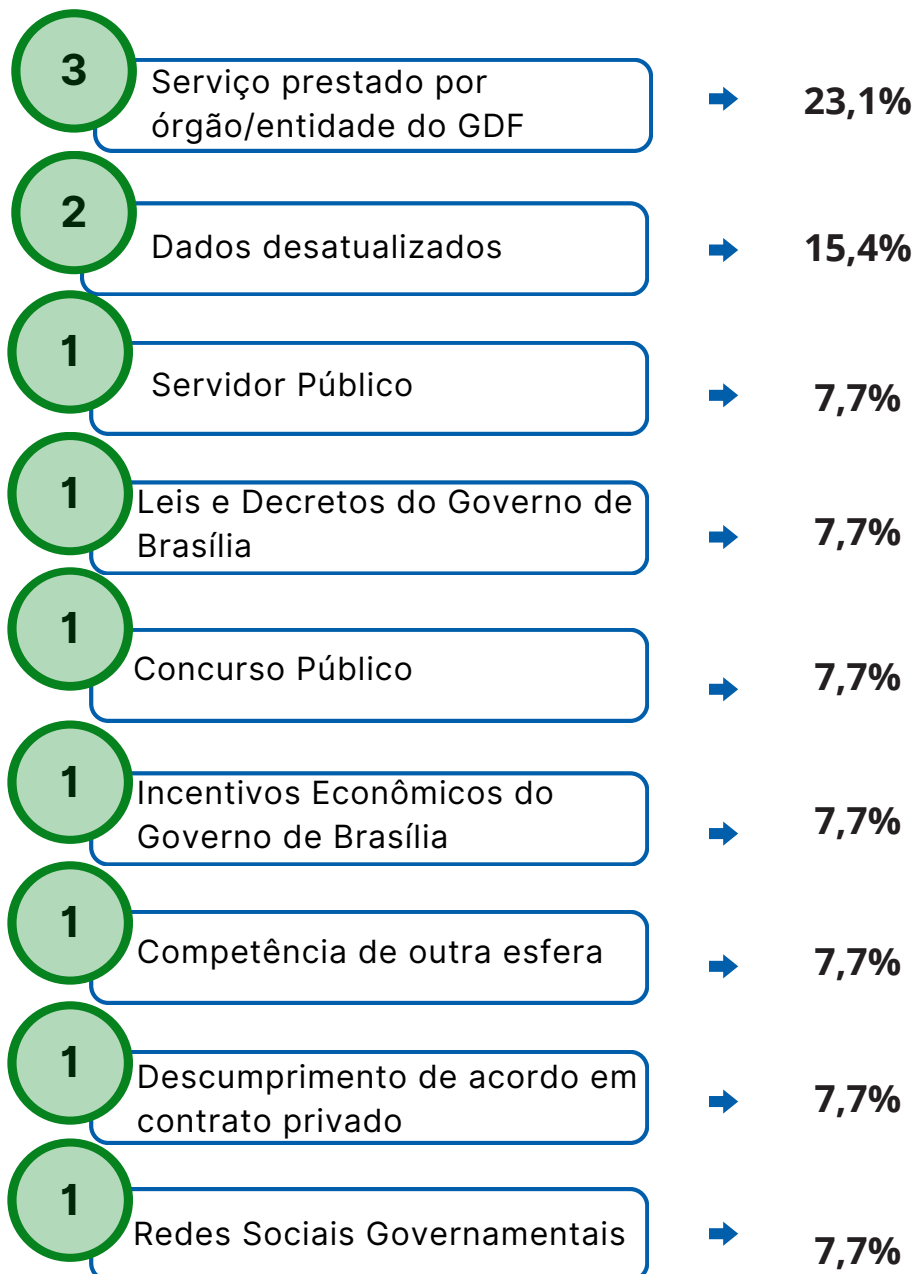 3
Serviço prestado por
órgão/entidade do GDF
23,1%
2
Dados desatualizados
15,4%
1
Servidor Público
7,7%
1
Leis e Decretos do Governo de
Brasília
7,7%
1
Concurso Público
7,7%
1
Incentivos Econômicos do
Governo de Brasília
7,7%
1
Competência de outra esfera
7,7%
1
Descumprimento de acordo em
contrato privado
7,7%
1
Redes Sociais Governamentais
7,7%